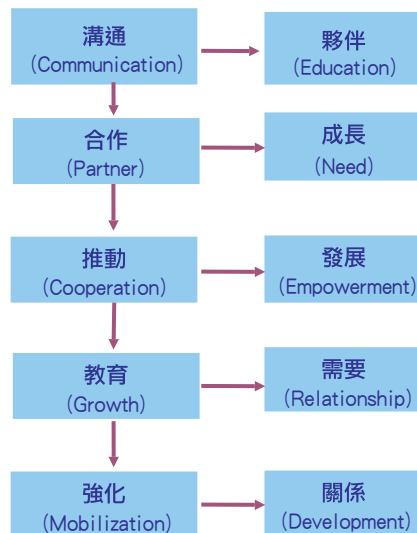 溝通
(Communication)
夥伴
(Education)
合作
(Partner)
成長
(Need)
推動
(Cooperation)
發展
(Empowerment)
教育
(Growth)
需要
(Relationship)
強化
(Mobilization)
關係
(Development)